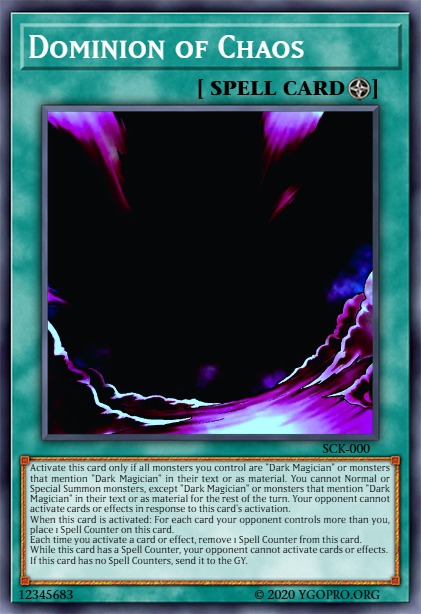 DOMINION OF CHAOS
[ SPELL CARD ]
SCK-000
Activate this card only if all monsters you control are "Dark Magician" or monsters
that mention "Dark Magician" in their text or as material. You cannot Normal or
Special Summon monsters, except "Dark Magician" or monsters that mention "Dark
Magician" in their text or as material for the rest of the turn. Your opponent cannot
activate cards or effects in response to this card's activation.
When this card is activated: For each card your opponent controls more than you,
place 1 Spell Counter on this card.
Each time you activate a card or effect, remove 1 Spell Counter from this card.
While this card has a Spell Counter, your opponent cannot activate cards or effects.
If this card has no Spell Counters, send it to the GY.
12345683 © 2020 YGOPRO.ORG